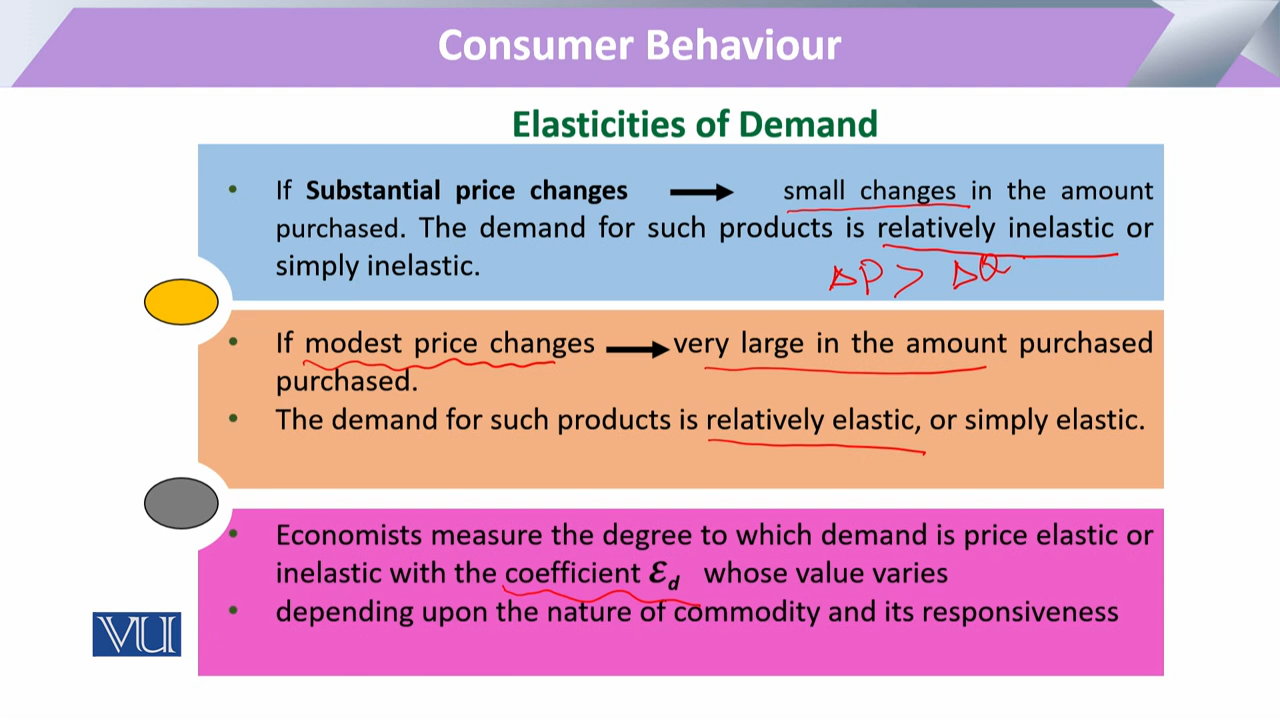 Consumer Behaviour
Elasticities of Demand
• If Substantial price changes → small changes in the amount
purchased. The demand for such products is relatively inelastic or
simply inelastic.
ΔP > ΔQ
• If modest price changes → very large in the amount purchased
purchased.
• The demand for such products is relatively elastic, or simply elastic.
• Economists measure the degree to which demand is price elastic or
inelastic with the coefficient ℰd whose value varies
• depending upon the nature of commodity and its responsiveness
VU